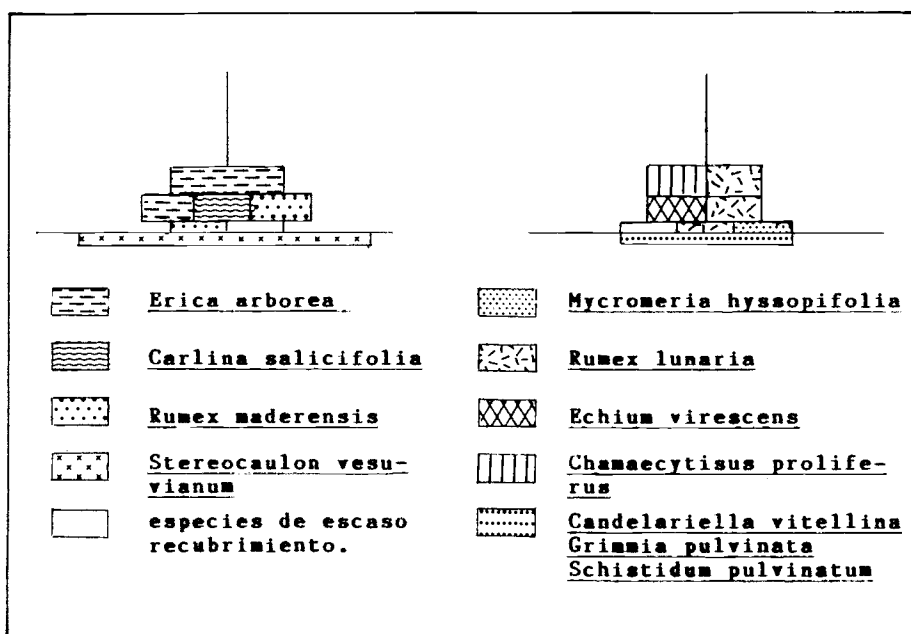 Erica arborea
Carlina salicifolia
Rumex maderensis
Stereocaulon vesu-
vianum
especies de escaso
recubrimiento.
Mycromeria hyssopifolia
Rumex lunaria
Echium virescens
Chamaecytisus prolife-
rus
Candelariella vitellina
Grimmia pulvinata
Schistidum pulvinatum